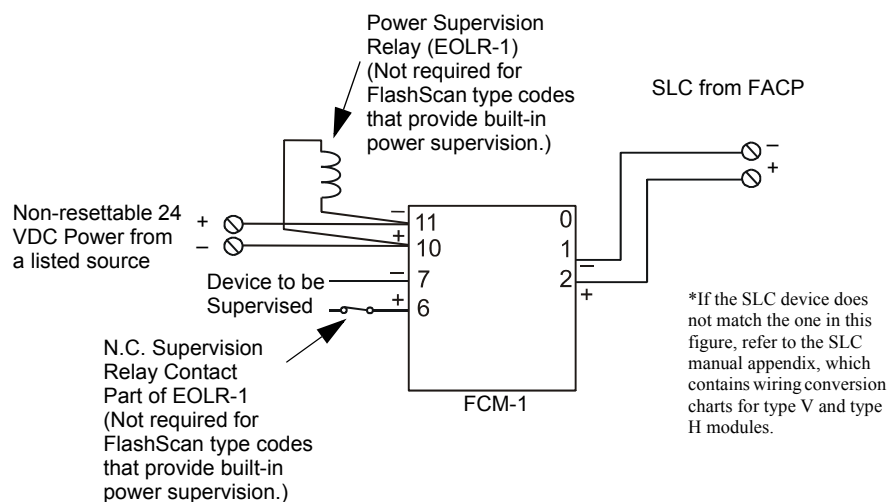 Power Supervision
Relay (EOLR-1)
(Not required for
FlashScan type codes
that provide built-in
power supervision.)
SLC from FACP
–
+
Non-resettable 24
VDC Power from
a listed source
+
–
–
11
+
10
–
7
+
6
0
1
–
2
+
Device to be
Supervised
N.C. Supervision
Relay Contact
Part of EOLR-1
(Not required for
FlashScan type codes
that provide built-in
power supervision.)
FCM-1
*If the SLC device does
not match the one in this
figure, refer to the SLC
manual appendix, which
contains wiring conversion
charts for type V and type
H modules.